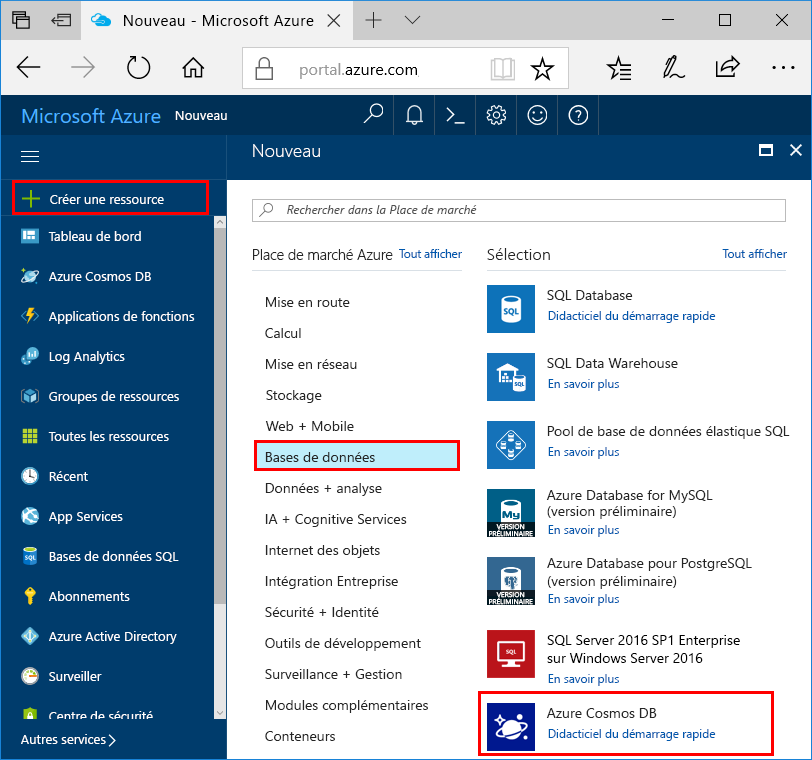 Nouveau - Microsoft Azure
portal.azure.com
Microsoft Azure Nouveau
Nouveau
Créer une ressource
Tableau de bord
Azure Cosmos DB
Applications de fonctions
Log Analytics
Groupes de ressources
Toutes les ressources
Récent
App Services
SQL
Bases de données SQL
Abonnements
Azure Active Directory
Surveiller
Centre de sécurité
Autres services
Rechercher dans la Place de marché
Place de marché Azure Tout afficher
Mise en route
Calcul
Mise en réseau
Stockage
Web + Mobile
Bases de données
Données + analyse
IA + Cognitive Services
Internet des objets
Intégration Entreprise
Sécurité + Identité
Outils de développement
Surveillance + Gestion
Modules complémentaires
Conteneurs
Sélection Tout afficher
SQL
SQL Database
Didacticiel du démarrage rapide
SQL
SQL Data Warehouse
En savoir plus
Pool de base de données élastique SQL
En savoir plus
My
VERSION
PRÉLIMINAIRE
Azure Database for MySQL
(version préliminaire)
En savoir plus
VERSION
PRÉLIMINAIRE
Azure Database pour PostgreSQL
(version préliminaire)
En savoir plus
SQL
SQL Server 2016 SP1 Enterprise
sur Windows Server 2016
En savoir plus
Azure Cosmos DB
Didacticiel du démarrage rapide